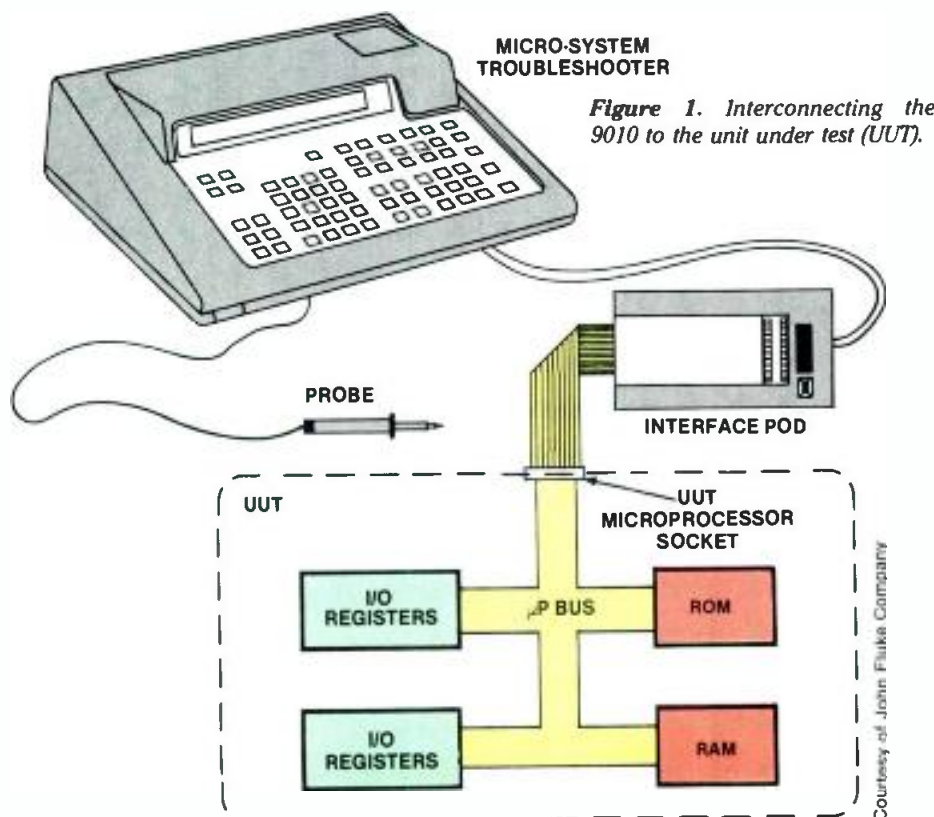 MICRO-SYSTEM
TROUBLESHOOTER
Figure 1. Interconnecting the
9010 to the unit under test (UUT).
PROBE
INTERFACE POD
UUT
UUT
MICROPROCESSOR
SOCKET
I/O
REGISTERS
μP BUS
ROM
I/O
REGISTERS
RAM
Courtesy of John Fluke Company